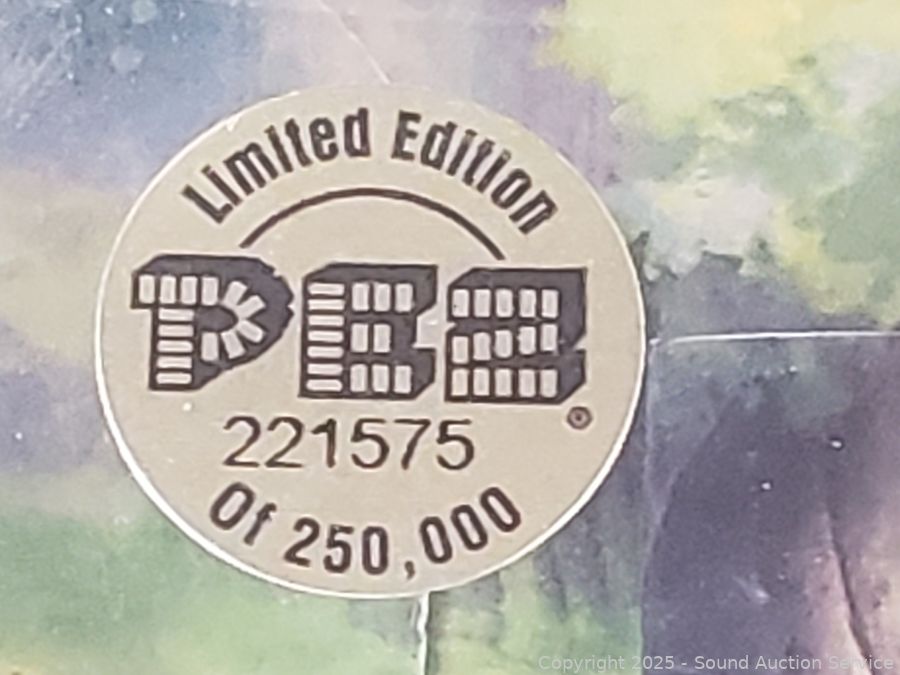 Limited Edition
PEZ®
221575
Of 250,000
Copyright 2025 - Sound Auction Service